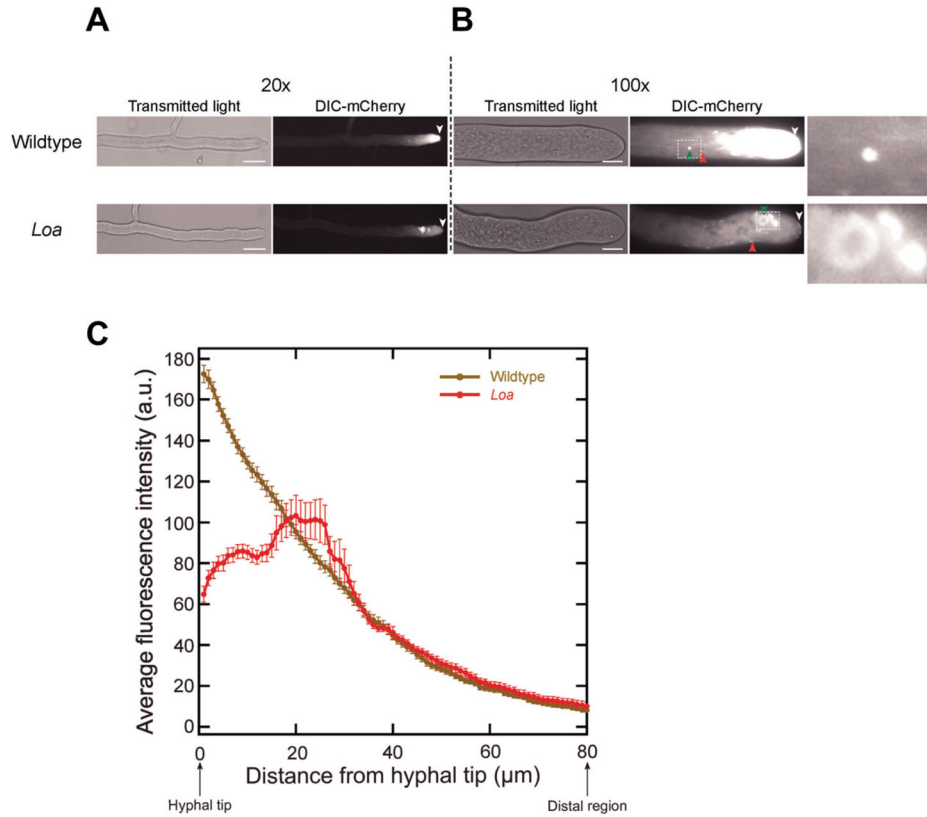 A
B
20x
100x
Transmitted light
DIC-mCherry
Transmitted light
DIC-mCherry
Wildtype
Loa
C
Average fluorescence intensity (a.u.)
180
160
140
120
100
80
60
40
20
0
Wildtype
Loa
0
20
40
60
80
Distance from hyphal tip (µm)
Hyphal tip
Distal region